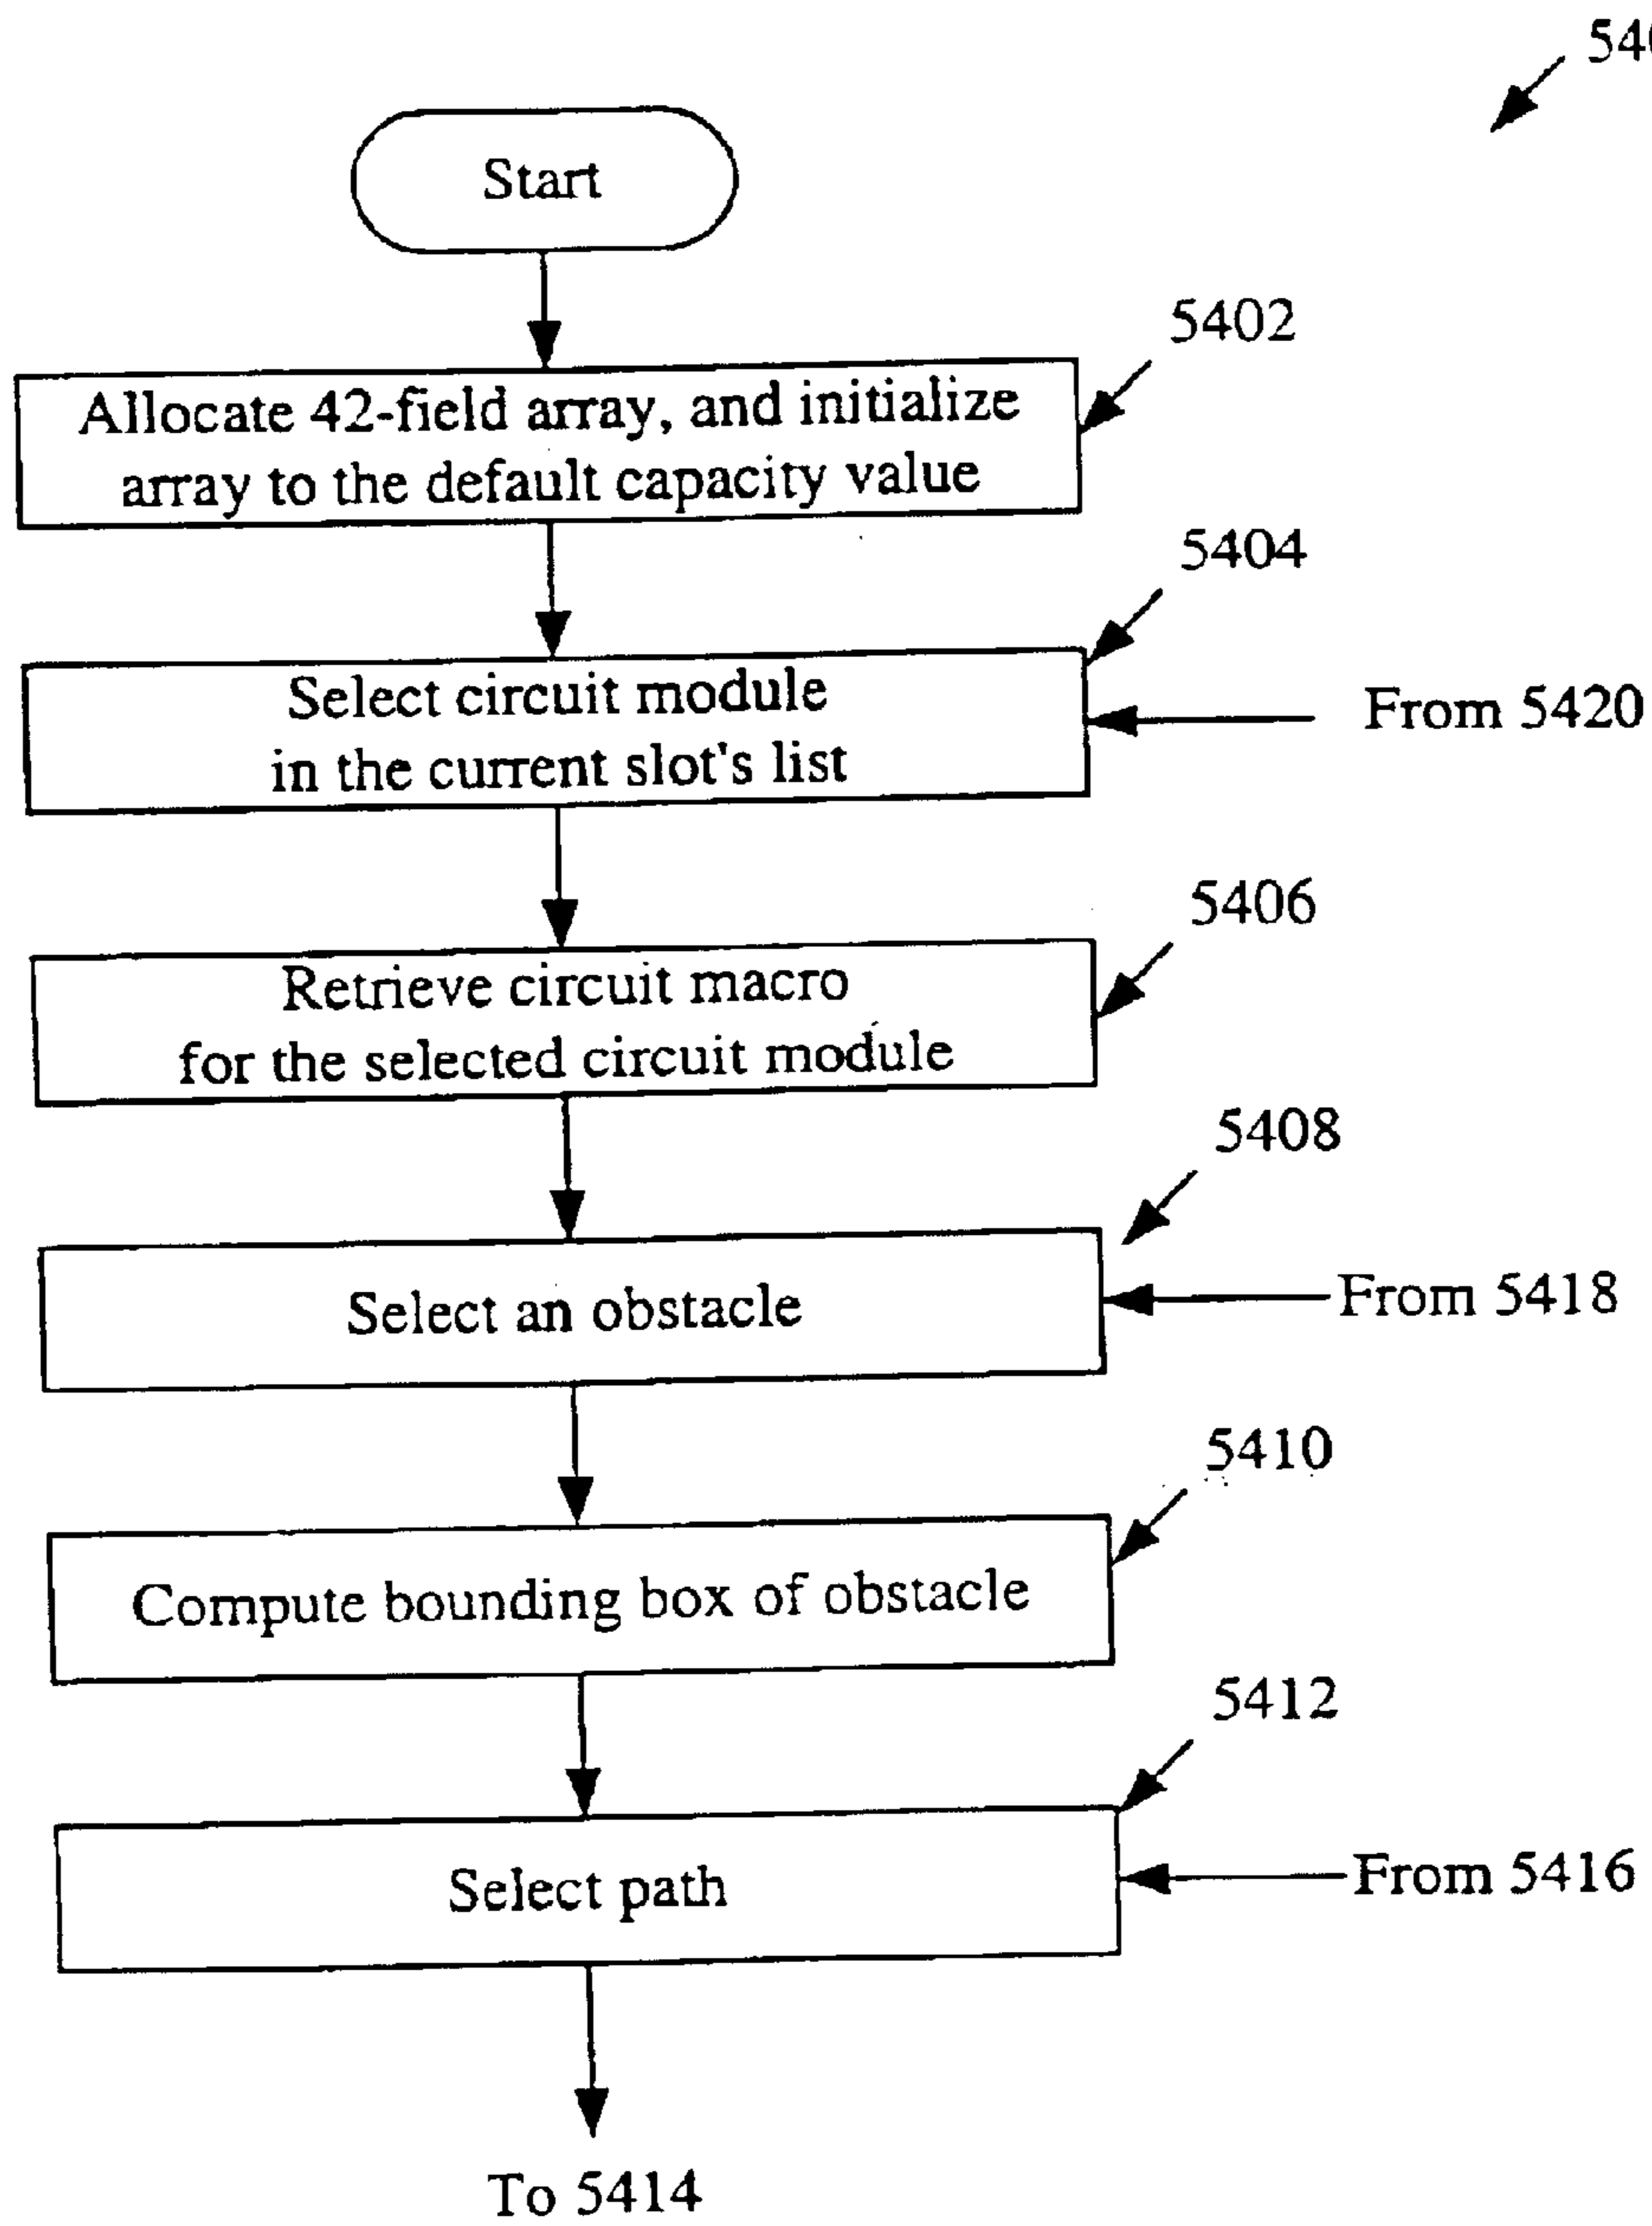 Start
5402
Allocate 42-field array, and initialize
array to the default capacity value
5404
Select circuit module
in the current slot's list
From 5420
5406
Retrieve circuit macro
for the selected circuit module
5408
Select an obstacle
From 5418
5410
Compute bounding box of obstacle
5412
Select path
From 5416
To 5414